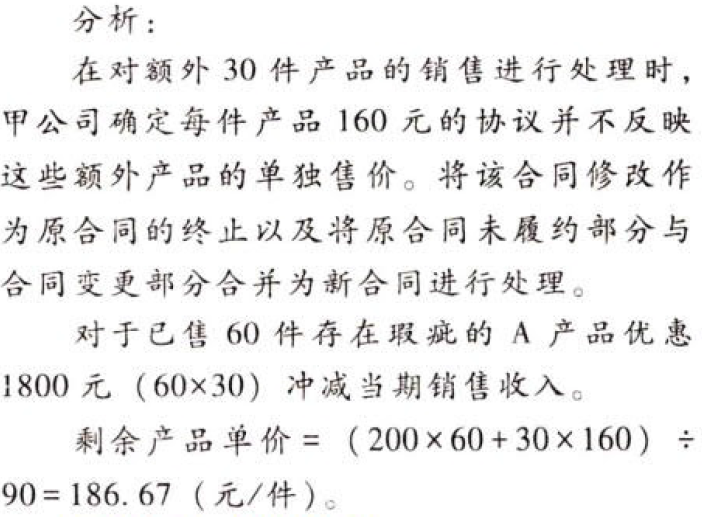 分析：
在对额外 30 件产品的销售进行处理时，
甲公司确定每件产品 160 元的协议并不反映
这些额外产品的单独售价。将该合同修改作
为原合同的终止以及将原合同未履约部分与
合同变更部分合并为新合同进行处理。
对于已售 60 件存在瑕疵的 A 产品优惠
1800 元（60×30）冲减当期销售收入。
剩余产品单价 =（200×60+30×160）÷
90=186.67（元/件）。